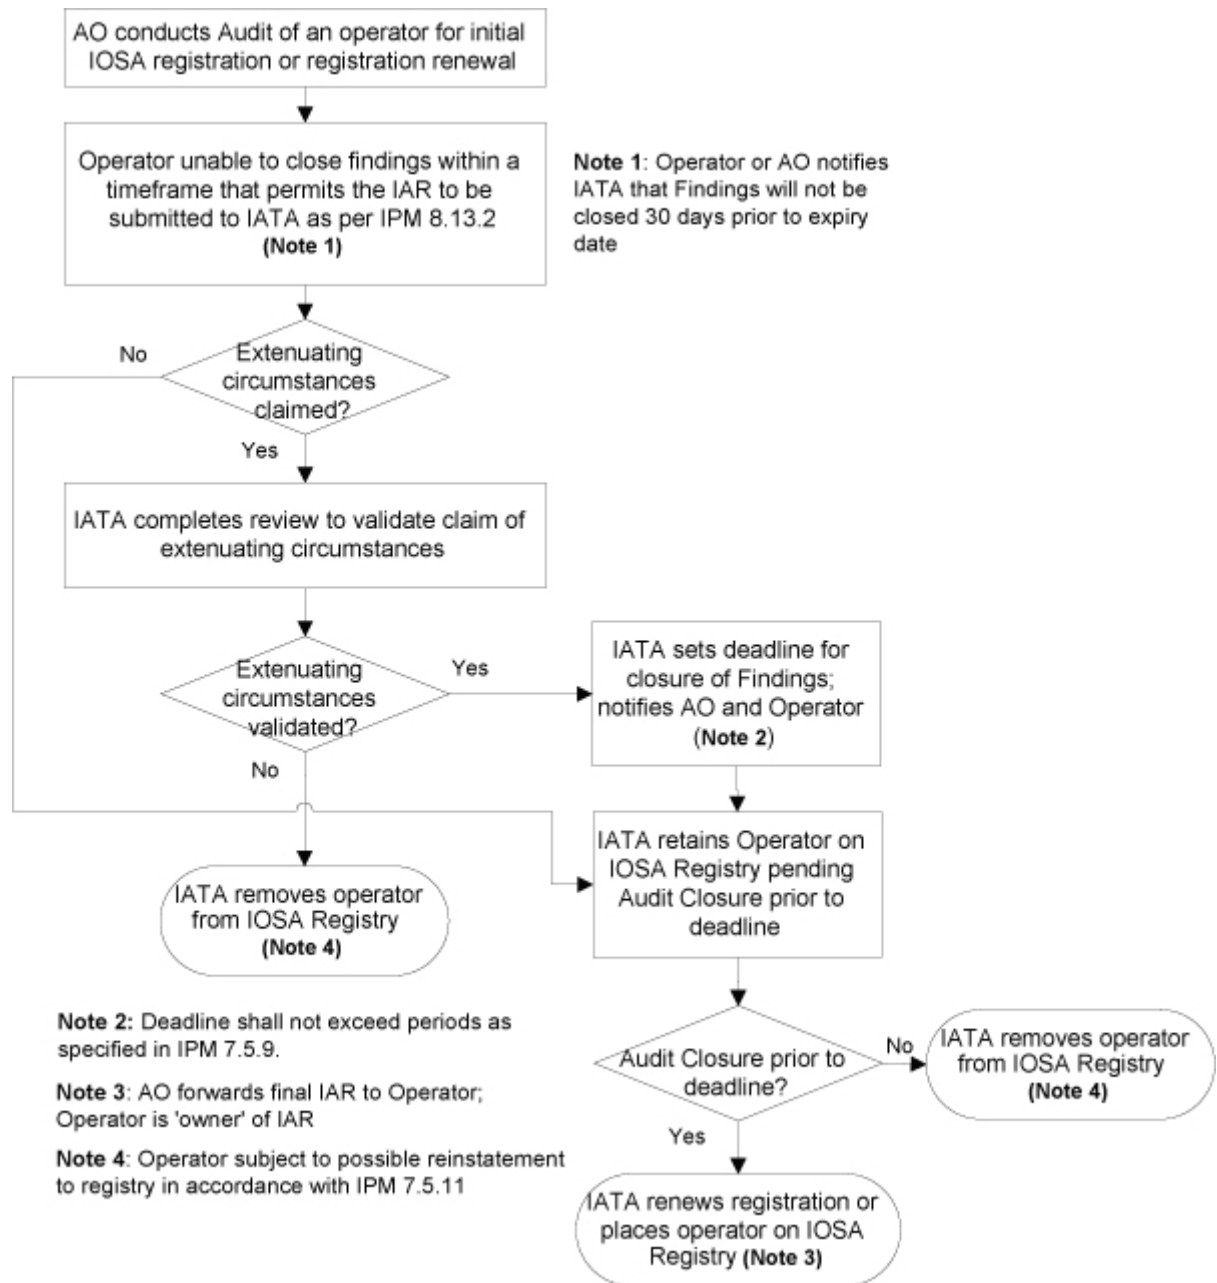 AO conducts Audit of an operator for initial
IOSA registration or registration renewal
Operator unable to close findings within a
timeframe that permits the IAR to be
submitted to IATA as per IPM 8.13.2
(Note 1)
Note 1: Operator or AO notifies
IATA that Findings will not be
closed 30 days prior to expiry
date
No
Extenuating
circumstances
claimed?
Yes
IATA completes review to validate claim of
extenuating circumstances
Extenuating
circumstances
validated?
Yes
No
IATA sets deadline for
closure of Findings;
notifies AO and Operator
(Note 2)
IATA retains Operator on
IOSA Registry pending
Audit Closure prior to
deadline
IATA removes operator
from IOSA Registry
(Note 4)
Note 2: Deadline shall not exceed periods as
specified in IPM 7.5.9.
Note 3: AO forwards final IAR to Operator;
Operator is 'owner' of IAR
Note 4: Operator subject to possible reinstatement
to registry in accordance with IPM 7.5.11
Audit Closure prior to
deadline?
No
IATA removes operator
from IOSA Registry
(Note 4)
Yes
IATA renews registration or
places operator on IOSA
Registry (Note 3)